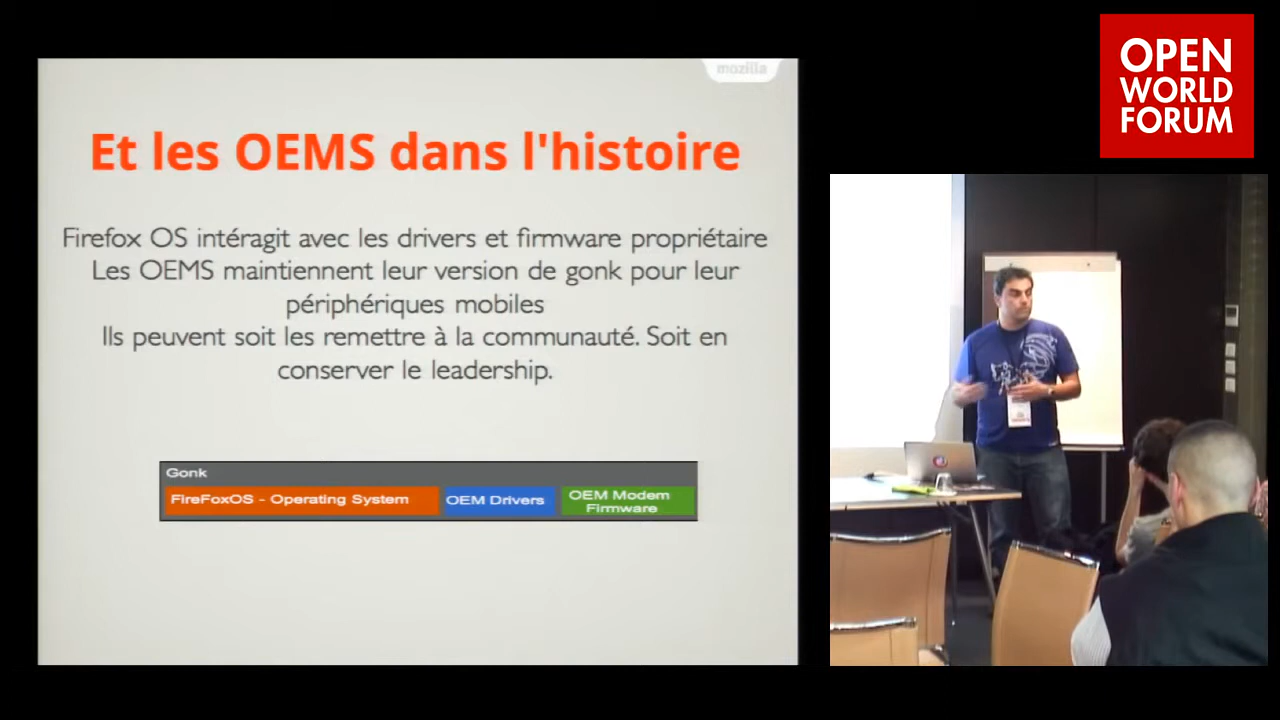 mozilla
OPEN
WORLD
FORUM
Et les OEMS dans l'histoire
Firefox OS intéragit avec les drivers et firmware propriétaire
Les OEMS maintiennent leur version de gonk pour leur
périphériques mobiles
Ils peuvent soit les remettre à la communauté. Soit en
conserver le leadership.
Gonk
FireFoxOS - Operating System
OEM Drivers
OEM Modem
Firmware